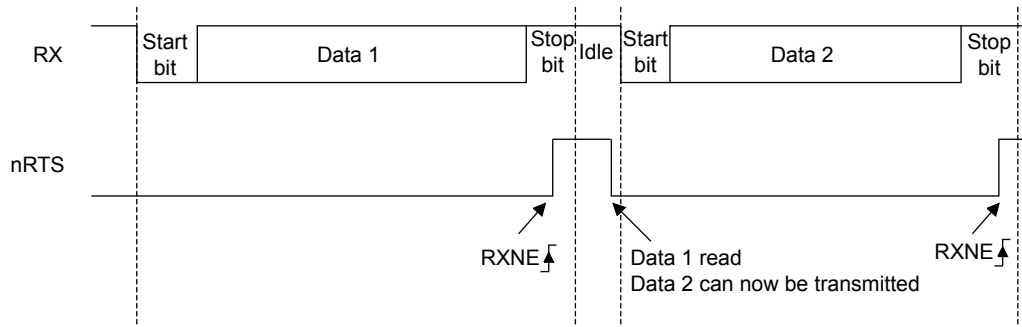 RX
Start
bit
Data 1
Stop
bit
Idle
Start
bit
Data 2
Stop
bit
nRTS
RXNE
Data 1 read
Data 2 can now be transmitted
RXNE